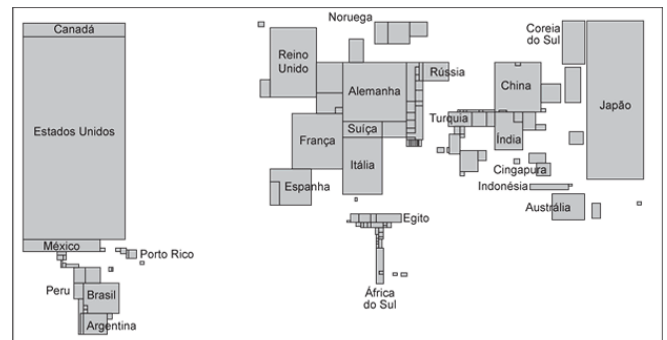 Canadá
Estados Unidos
México
Porto Rico
Peru
Brasil
Argentina
Noruega
Reino
Unido
Alemanha
Rússia
França
Suíça
Itália
Espanha
Egito
África
do Sul
Coreia
do Sul
China
Japão
Turquia
Índia
Cingapura
Indonésia
Austrália